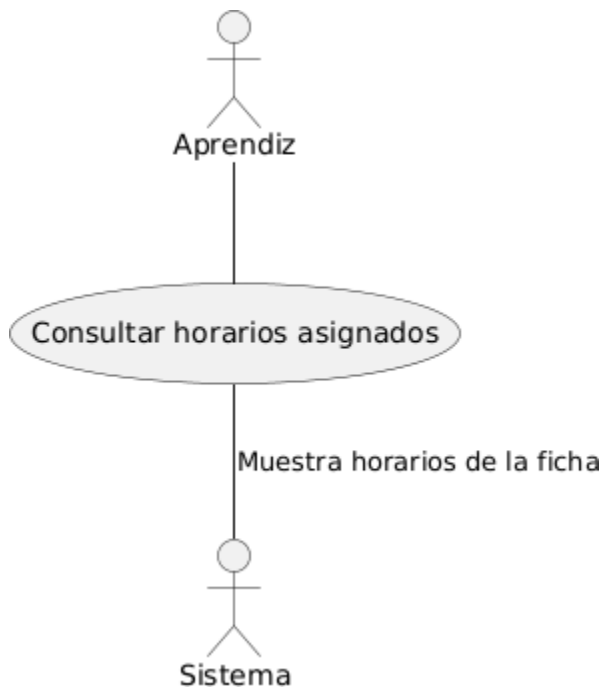 Aprendiz
Consultar horarios asignados
Muestra horarios de la ficha
Sistema